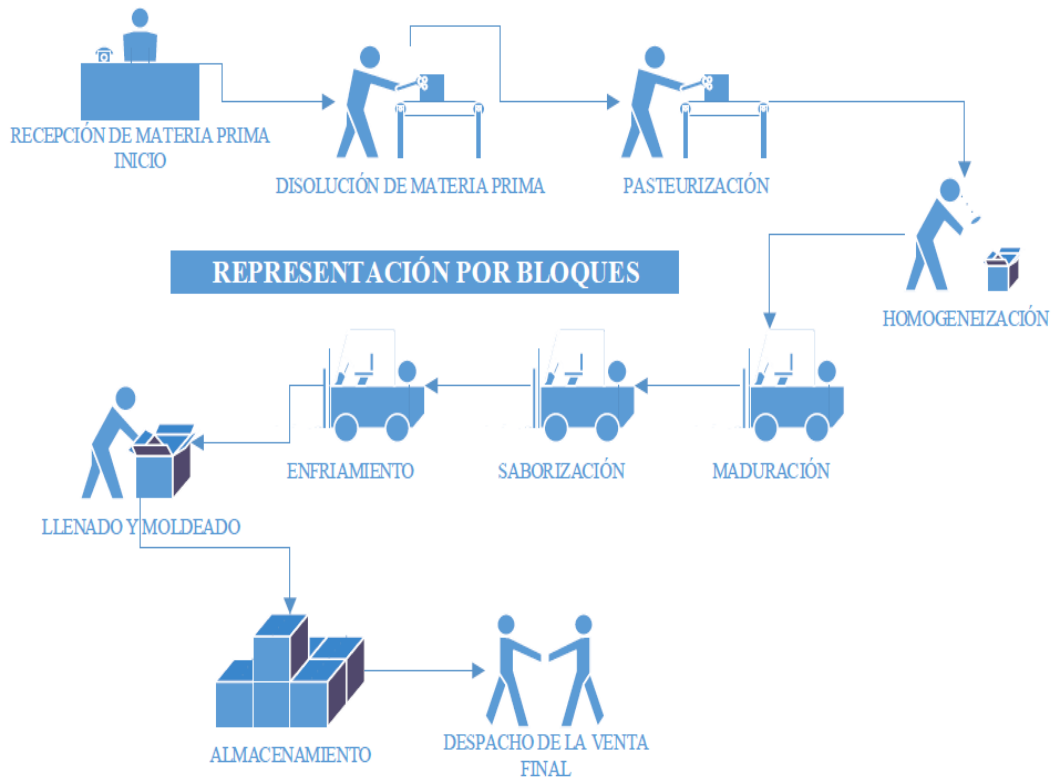 RECEPCIÓN DE MATERIA PRIMA
INICIO
DISOLUCIÓN DE MATERIA PRIMA
PASTEURIZACIÓN
HOMOGENEIZACIÓN
REPRESENTACIÓN POR BLOQUES
MADURACIÓN
SABORIZACIÓN
ENFRIAMIENTO
LLENADO Y MOLDEADO
ALMACENAMIENTO
DESPACHO DE LA VENTA
FINAL